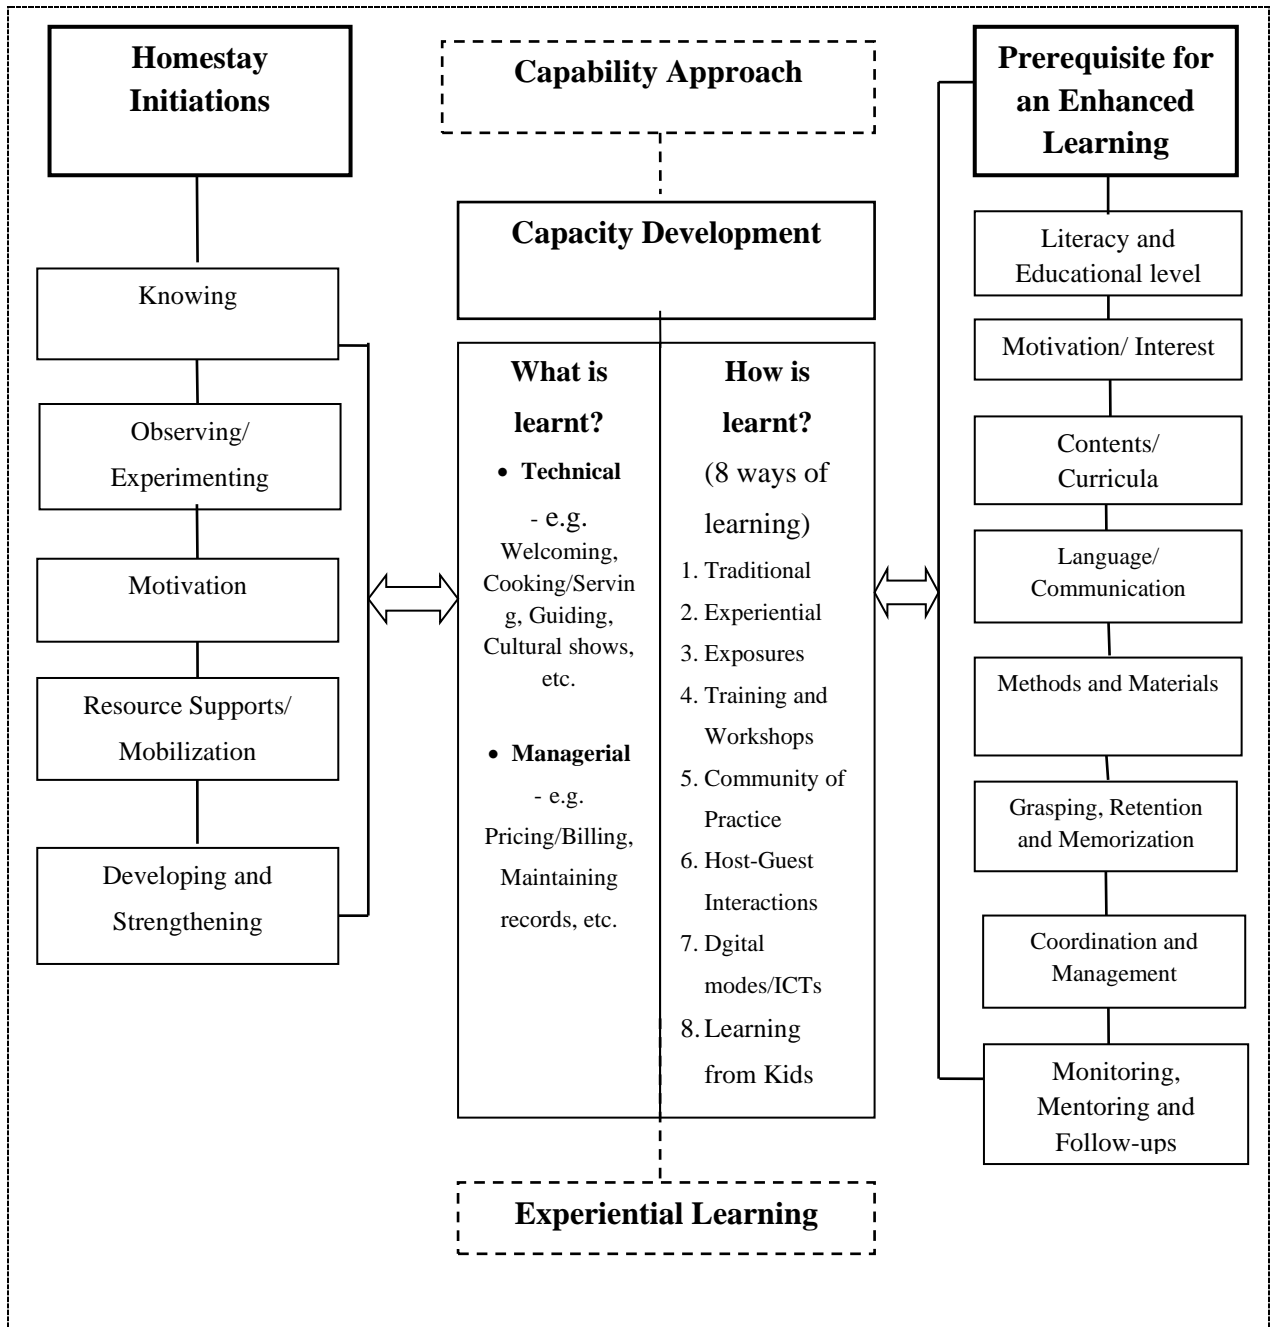 Homestay
Initiations
Knowing
Observing/
Experimenting
Motivation
Resource Supports/
Mobilization
Developing and
Strengthening
Capability Approach
Capacity Development
What is
learnt?
• Technical
- e.g.
Welcoming,
Cooking/Servin
g, Guiding,
Cultural shows,
etc.
• Managerial
- e.g.
Pricing/Billing,
Maintaining
records, etc.
How is
learnt?
(8 ways of
learning)
1. Traditional
2. Experiential
3. Exposures
4. Training and
Workshops
5. Community of
Practice
6. Host-Guest
Interactions
7. Dgital
modes/ICTs
8. Learning
from Kids
Experiential Learning
Prerequisite for
an Enhanced
Learning
Literacy and
Educational level
Motivation/ Interest
Contents/
Curricula
Language/
Communication
Methods and Materials
Grasping, Retention
and Memorization
Coordination and
Management
Monitoring,
Mentoring and
Follow-ups